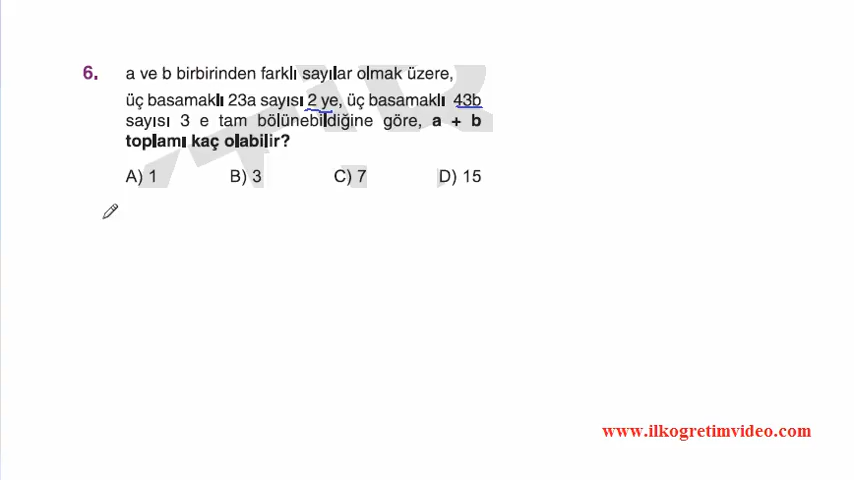 6. a ve b birbirinden farklı sayılar olmak üzere,
üç basamaklı 23a sayısı 2 ye, üç basamaklı 43b
sayısı 3 e tam bölünebildiğine göre, a + b
toplamı kaç olabilir?
A) 1 B) 3 C) 7 D) 15
www.ilkogretimvideo.com